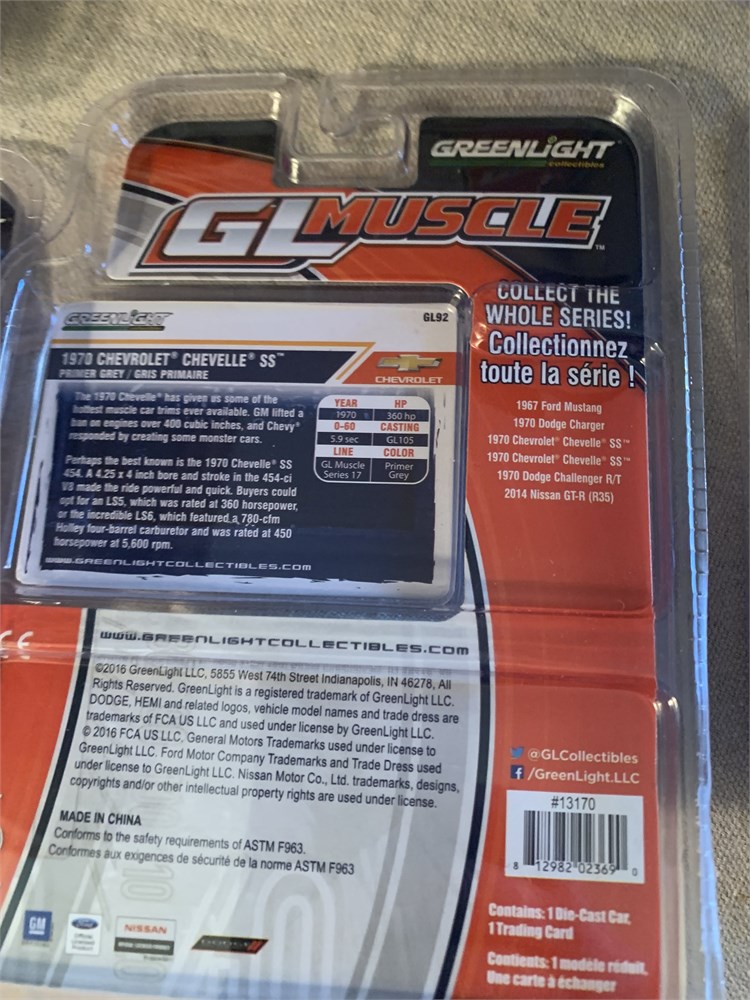 GREENLiGHT
collectibles
GL MUSCLE™
GREENLiGHT
GL92
1970 CHEVROLET® CHEVELLE® SS™
PRIMER GREY / GRIS PRIMAIRE
CHEVROLET
The 1970 Chevelle® has given us some of the
hottest muscle car trims ever available. GM lifted a
ban on engines over 400 cubic inches, and Chevy®
responded by creating some monster cars.
Perhaps the best known is the 1970 Chevelle® SS
454. A 4.25 x 4 inch bore and stroke in the 454-ci
V8 made the ride powerful and quick. Buyers could
opt for an LS5, which was rated at 360 horsepower,
or the incredible LS6, which featured a 780-cfm
Holley four-barrel carburetor and was rated at 450
horsepower at 5,600 rpm.
YEAR HP
1970 360 hp
0-60 CASTING
5.9 sec GL105
LINE COLOR
GL Muscle Primer
Series 17 Grey
WWW.GREENLIGHTCOLLECTIBLES.COM
COLLECT THE
WHOLE SERIES!
Collectionnez
toute la série !
1967 Ford Mustang
1970 Dodge Charger
1970 Chevrolet® Chevelle® SS™
1970 Chevrolet® Chevelle® SS™
1970 Dodge Challenger R/T
2014 Nissan GT-R (R35)
WWW.GREENLIGHTCOLLECTIBLES.COM
©2016 GreenLight LLC, 5855 West 74th Street Indianapolis, IN 46278, All
Rights Reserved. GreenLight is a registered trademark of GreenLight LLC.
DODGE, HEMI and related logos, vehicle model names and trade dress are
trademarks of FCA US LLC and used under license by GreenLight LLC.
© 2016 FCA US LLC. General Motors Trademarks used under license to
GreenLight LLC. Ford Motor Company Trademarks and Trade Dress used
under license to GreenLight LLC. Nissan Motor Co., Ltd. trademarks, designs,
copyrights and/or other intellectual property rights are used under license.
MADE IN CHINA
Conforms to the safety requirements of ASTM F963
Conformes aux exigences de sécurité de la norme ASTM F963
GM
Ford
Official
Licensed
Product
NISSAN
DODGE
@GLCollectibles
/GreenLight.LLC
#13170
8 12982 02369 0
Contains: 1 Die-Cast Car,
1 Trading Card
Contients: 1 modèle réduit,
Une carte à échanger